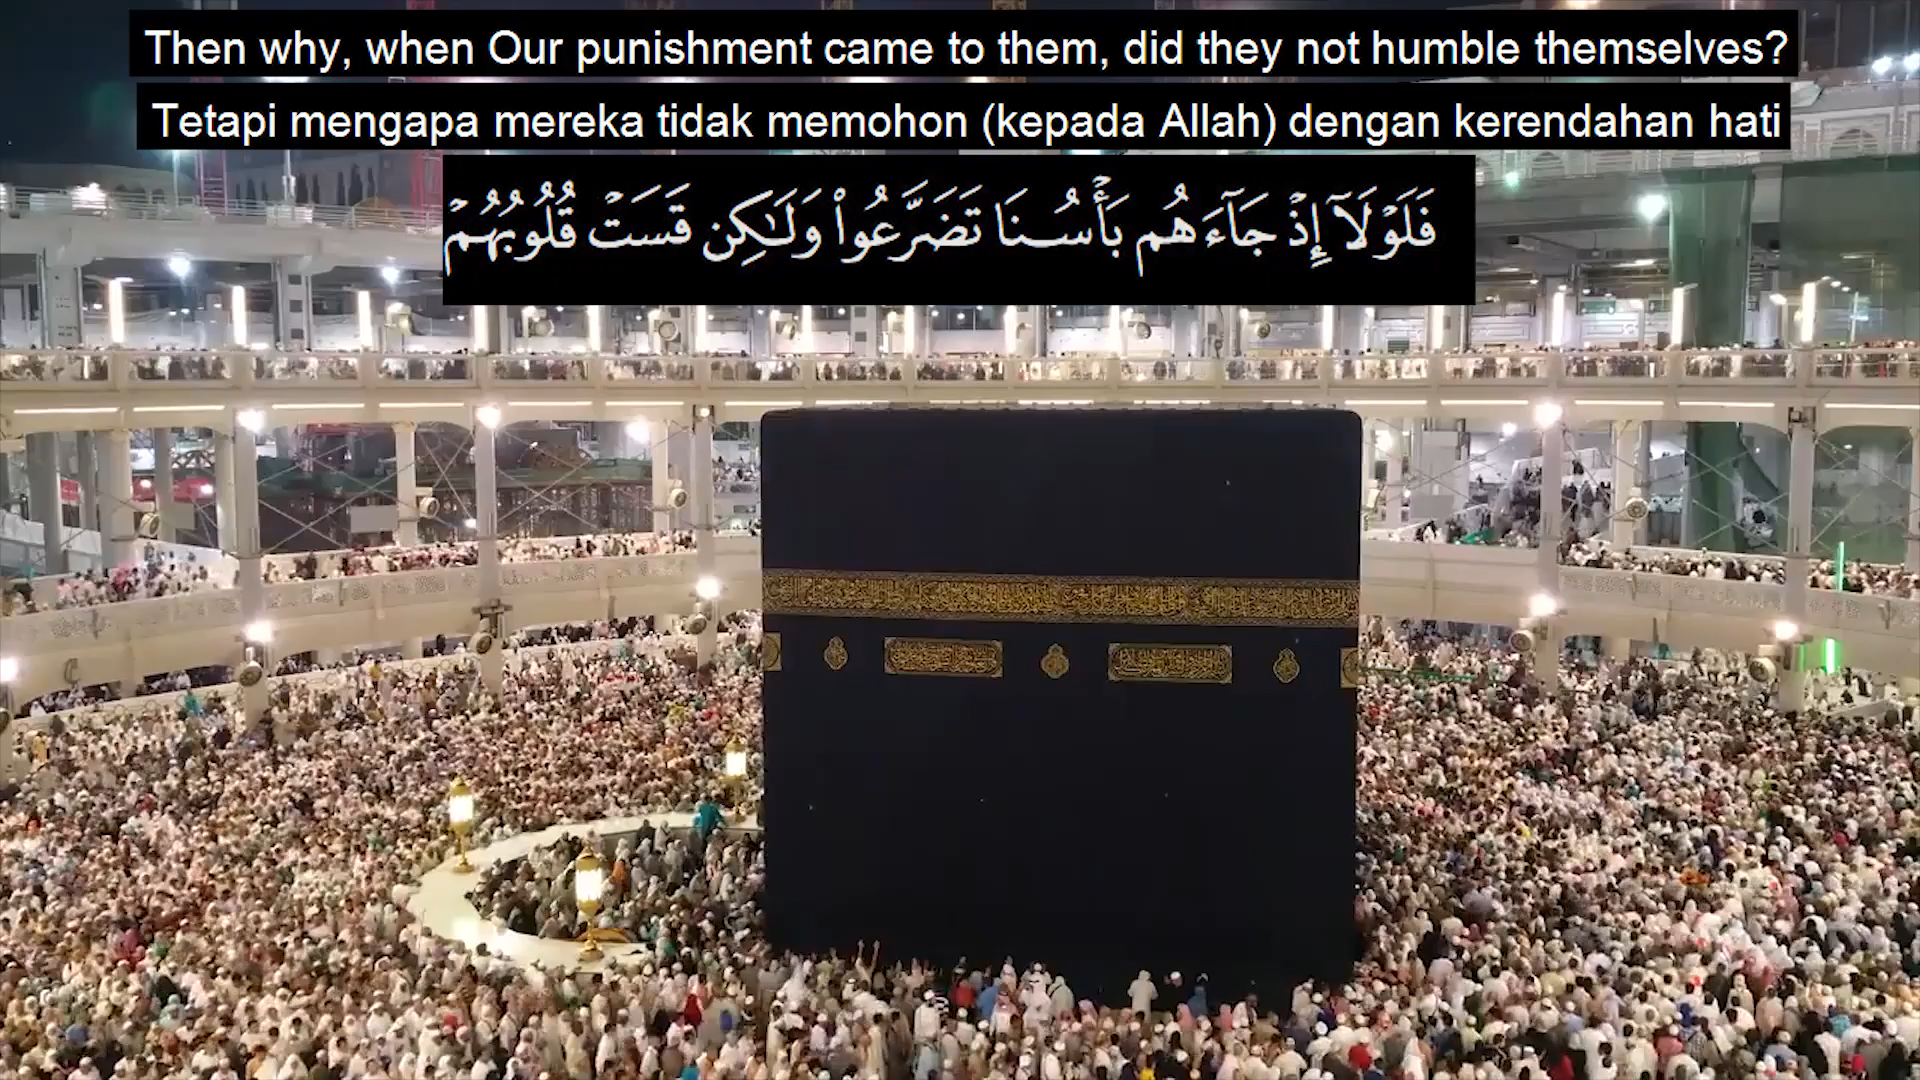 Then why, when Our punishment came to them, did they not humble themselves?
Tetapi mengapa mereka tidak memohon (kepada Allah) dengan kerendahan hati
فَلَوْلَآ إِذْ جَآءَهُم بَأْسُنَا تَضَرَّعُوا۟ وَلَـٰكِن قَسَتْ قُلُوبُهُمْ